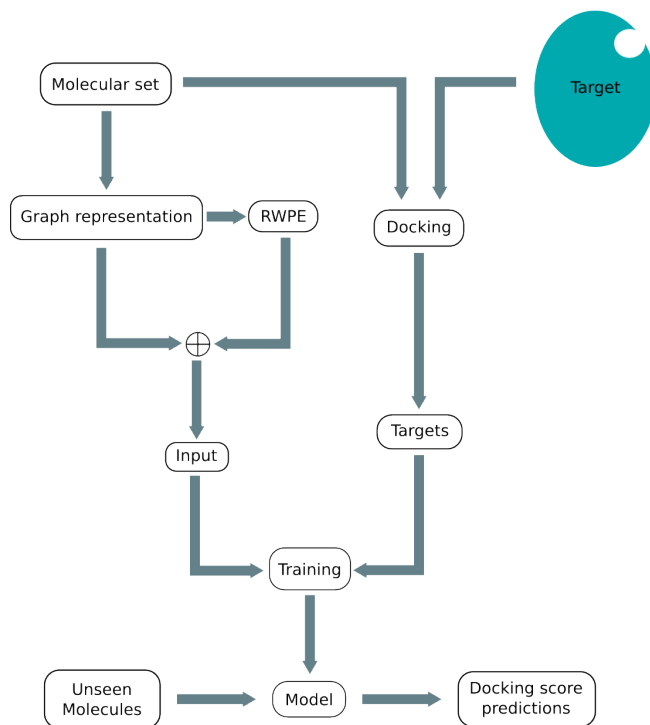 Molecular set
Target
Graph representation
RWPE
Docking
Targets
Input
Training
Unseen
Molecules
Model
Docking score
predictions